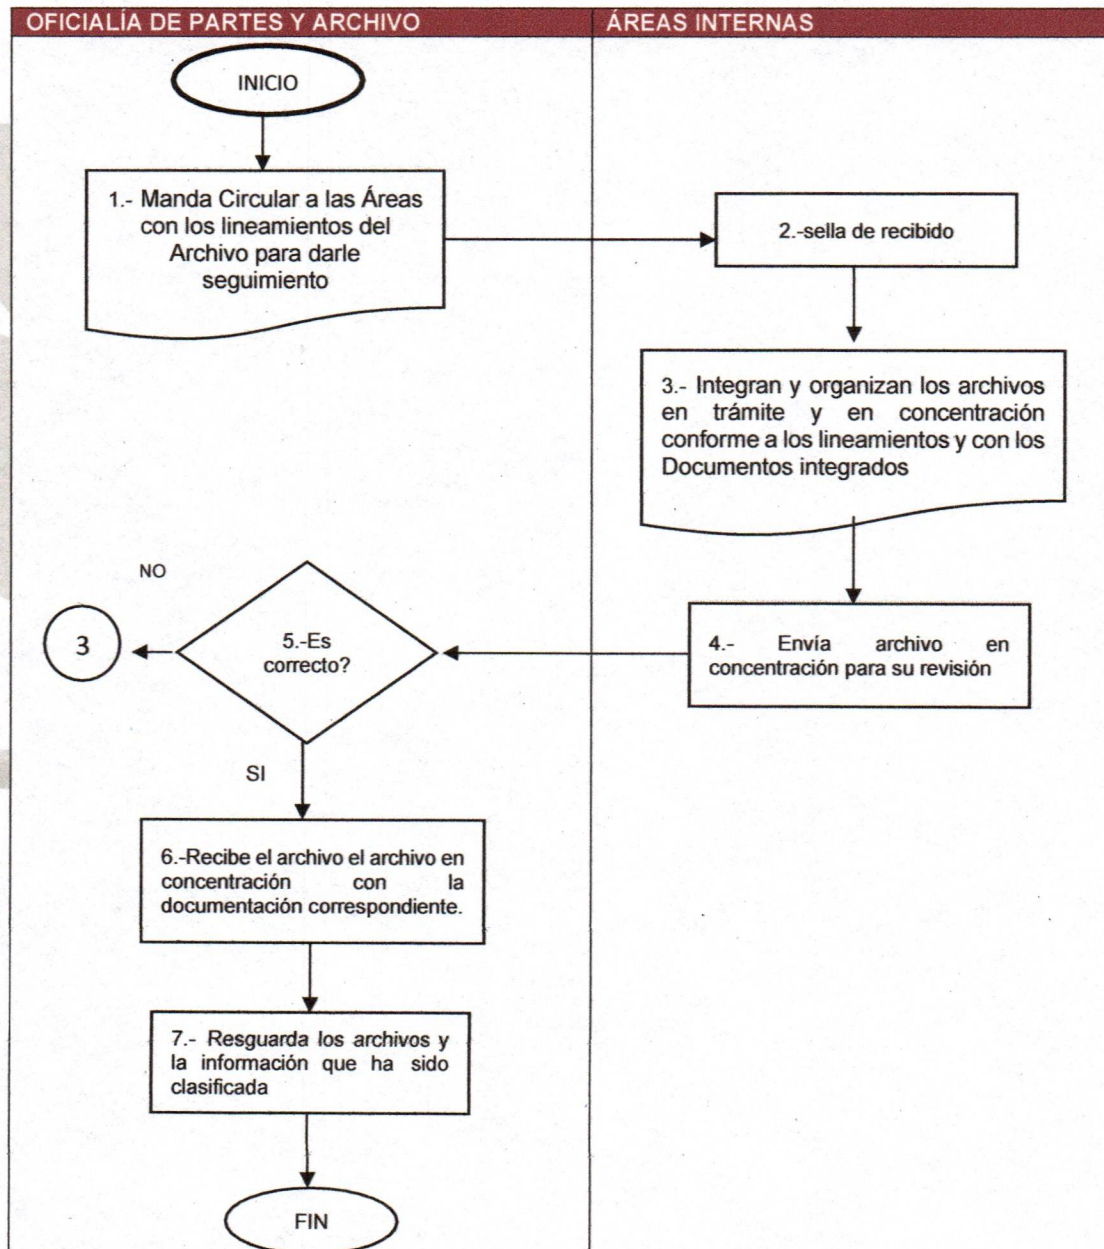 OFICIALÍA DE PARTES Y ARCHIVO
ÁREAS INTERNAS
INICIO
1.- Manda Circular a las Áreas
con los lineamientos del
Archivo para darle
seguimiento
2.-sella de recibido
3.- Integran y organizan los archivos
en trámite y en concentración
conforme a los lineamientos y con los
Documentos integrados
4.- Envía archivo en
concentración para su revisión
5.-Es
correcto?
NO
3
SI
6.-Recibe el archivo el archivo en
concentración con la
documentación correspondiente.
7.- Resguarda los archivos y
la información que ha sido
clasificada
FIN